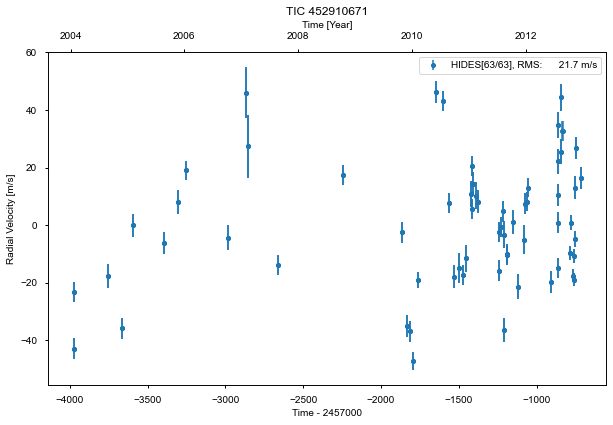 TIC 452910671
Time [Year]
2004 2006 2008 2010 2012
HIDES[63/63], RMS: 21.7 m/s
60
40
20
0
−20
−40
Radial Velocity [m/s]
−4000 −3500 −3000 −2500 −2000 −1500 −1000
Time - 2457000